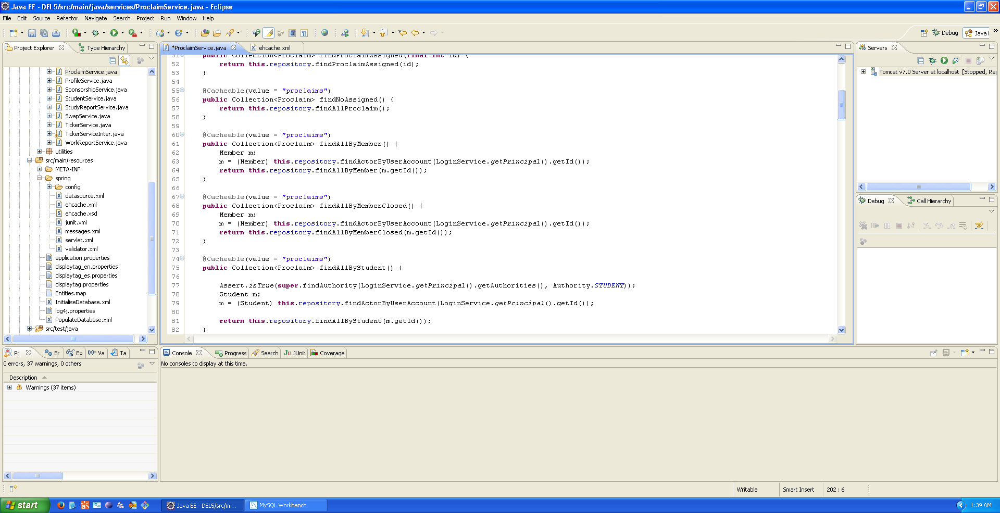 Java EE - DEL5/src/main/java/services/ProclaimService.java - Eclipse
File Edit Source Refactor Navigate Search Project Run Window Help
Debug Java
Project Explorer Type Hierarchy
ProclaimService.java
ProfileService.java
SponsorshipService.java
StudentService.java
StudyReportService.java
SwapService.java
TickerService.java
TickerServiceInter.java
WorkReportService.java
utilities
src/main/resources
META-INF
spring
config
datasource.xml
ehcache.xml
ehcache.xsd
junit.xml
messages.xml
servlet.xml
validator.xml
application.properties
displaytag_en.properties
displaytag_es.properties
displaytag.properties
Entities.map
InitialiseDatabase.xml
log4j.properties
PopulateDatabase.xml
src/test/java
*ProclaimService.java ehcache.xml
51 public Collection<Proclaim> findProclaimAssigned(final int id) {
52 return this.repository.findProclaimAssigned(id);
53 }
54
55 @Cacheable(value = "proclaims")
56 public Collection<Proclaim> findNoAssigned() {
57 return this.repository.findAllProclaim();
58 }
59
60 @Cacheable(value = "proclaims")
61 public Collection<Proclaim> findAllByMember() {
62 Member m;
63 m = (Member) this.repository.findActorByUserAccount(LoginService.getPrincipal().getId());
64 return this.repository.findAllByMember(m.getId());
65 }
66
67 @Cacheable(value = "proclaims")
68 public Collection<Proclaim> findAllByMemberClosed() {
69 Member m;
70 m = (Member) this.repository.findActorByUserAccount(LoginService.getPrincipal().getId());
71 return this.repository.findAllByMemberClosed(m.getId());
72 }
73
74 @Cacheable(value = "proclaims")
75 public Collection<Proclaim> findAllByStudent() {
76
77 Assert.isTrue(super.findAuthority(LoginService.getPrincipal().getAuthorities(), Authority.STUDENT));
78 Student m;
79 m = (Student) this.repository.findActorByUserAccount(LoginService.getPrincipal().getId());
80
81 return this.repository.findAllByStudent(m.getId());
82 }
Servers
Tomcat v7.0 Server at localhost [Stopped, Re
Debug Call Hierarchy
Pr Br Ex (x)= Va Ta
0 errors, 37 warnings, 0 others
Description
Warnings (37 items)
Console Progress Search JUnit Coverage
No consoles to display at this time.
Writable Smart Insert 202 : 6
start Java EE - DEL5/src/m... MySQL Workbench 1:39 AM